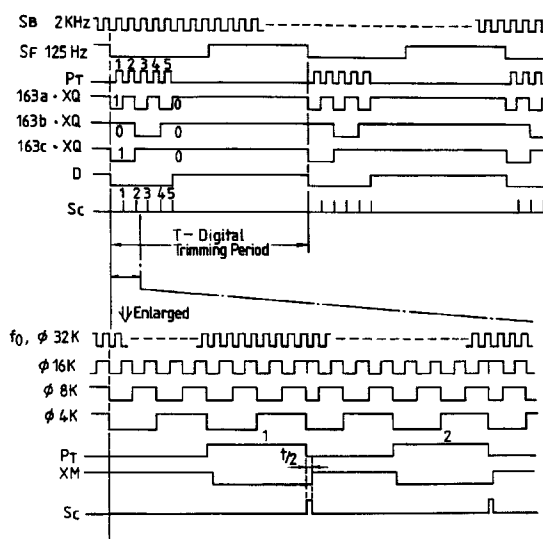 SB 2KHz
SF 125 Hz
1 2 3 4 5
PT
163a・XQ 1 0
163b・XQ 0 0
163c・XQ 1 0
D
1 2 3 4 5
Sc
T - Digital
Trimming Period
⇓Enlarged
f0, φ 32K
φ 16K
φ 8K
φ 4K
1 2
PT
t/2
XM
Sc